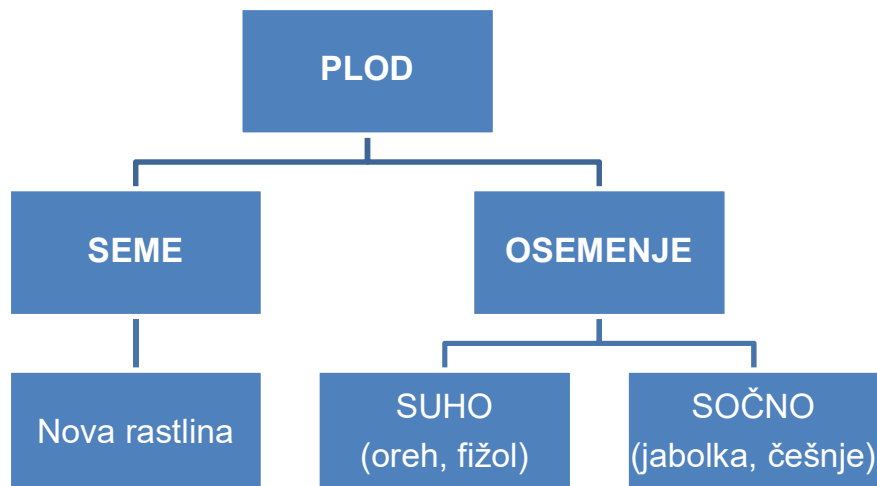 PLOD
SEME
OSEMENJE
Nova rastlina
SUHO
(oreh, fižol)
SOČNO
(jabolka, češnje)